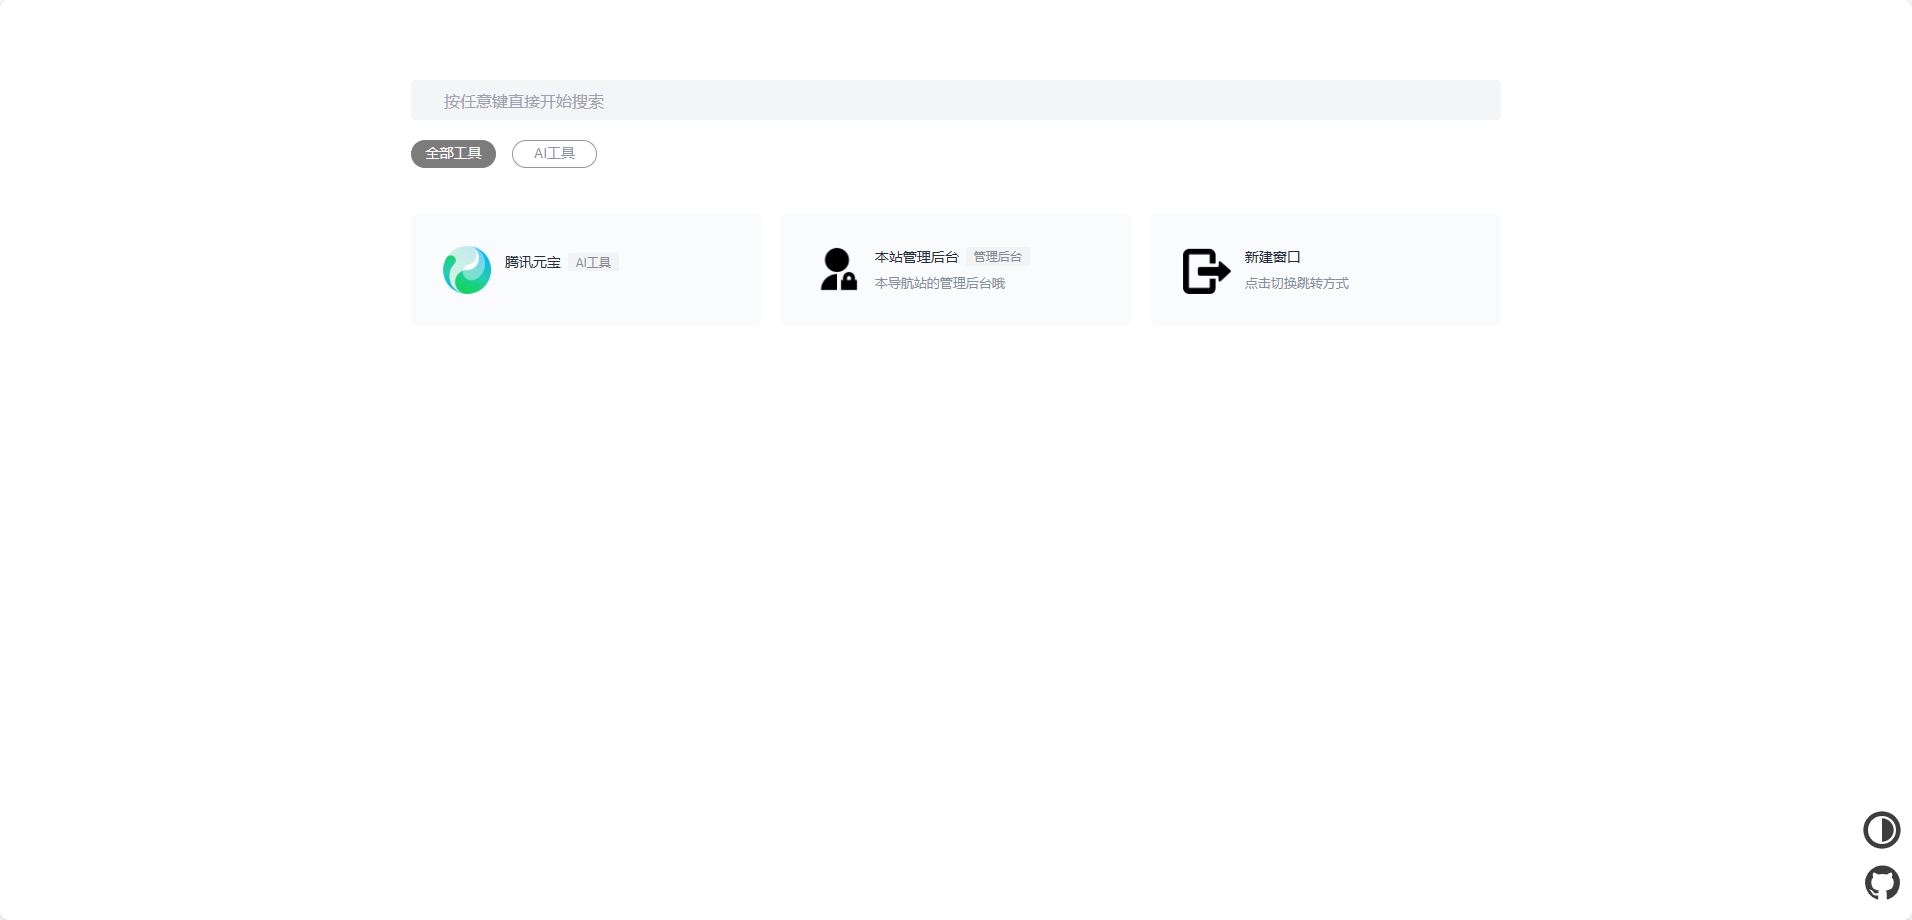 按任意键直接开始搜索
全部工具 AI工具
腾讯元宝 AI工具
本站管理后台 管理后台
本导航站的管理后台哦
新建窗口
点击切换跳转方式